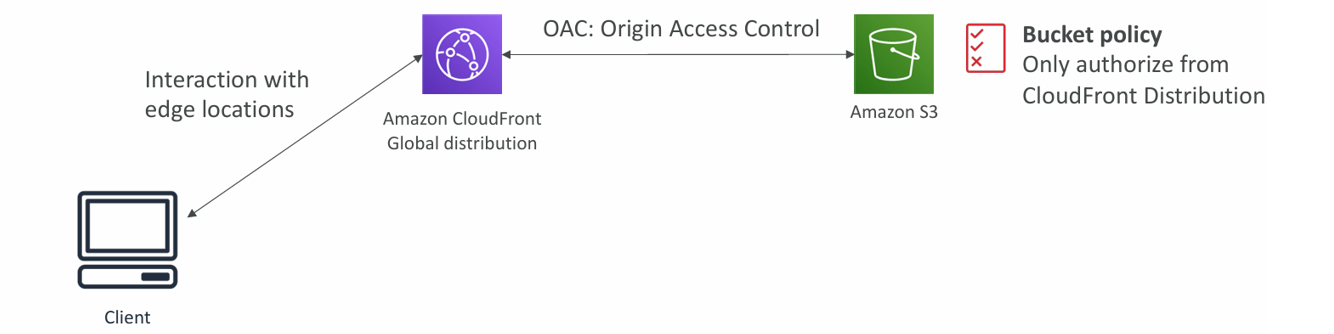 OAC: Origin Access Control
Bucket policy
Only authorize from
CloudFront Distribution
Interaction with
edge locations
Amazon CloudFront
Global distribution
Amazon S3
Client